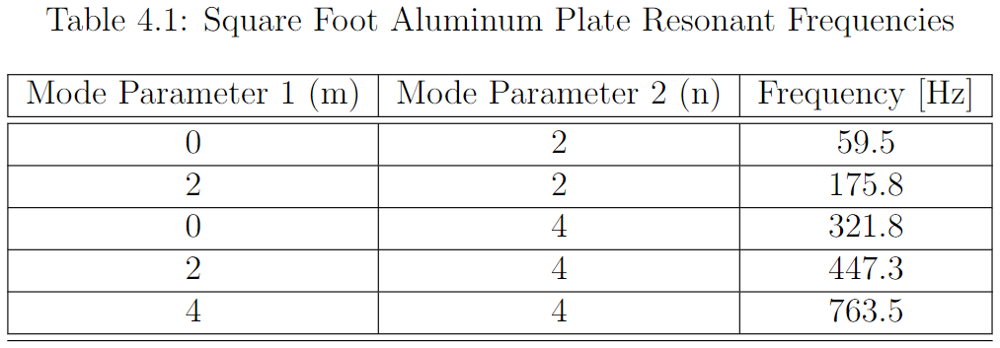 Table 4.1: Square Foot Aluminum Plate Resonant Frequencies
Mode Parameter 1 (m) Mode Parameter 2 (n) Frequency [Hz]
0 2 59.5
2 2 175.8
0 4 321.8
2 4 447.3
4 4 763.5